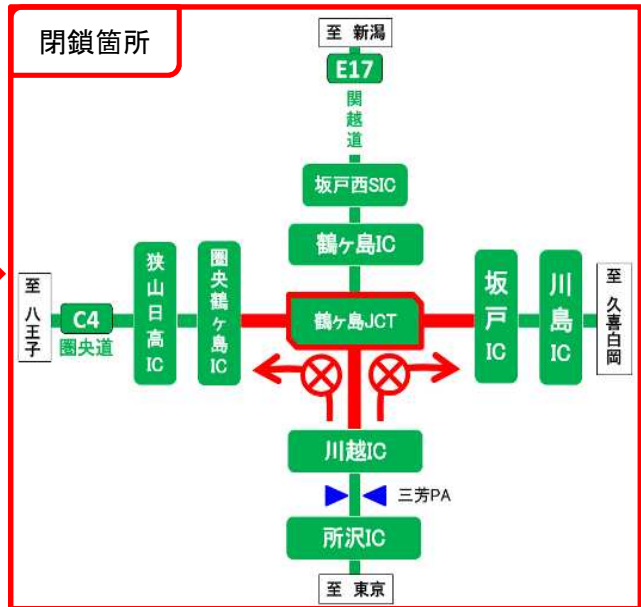 閉鎖箇所
至 新潟
E17
関越道
坂戸西SIC
鶴ヶ島IC
至 八王子
C4
圏央道
狭山日高IC
圏央鶴ヶ島IC
鶴ヶ島JCT
坂戸IC
川島IC
至 久喜白岡
川越IC
三芳PA
所沢IC
至 東京